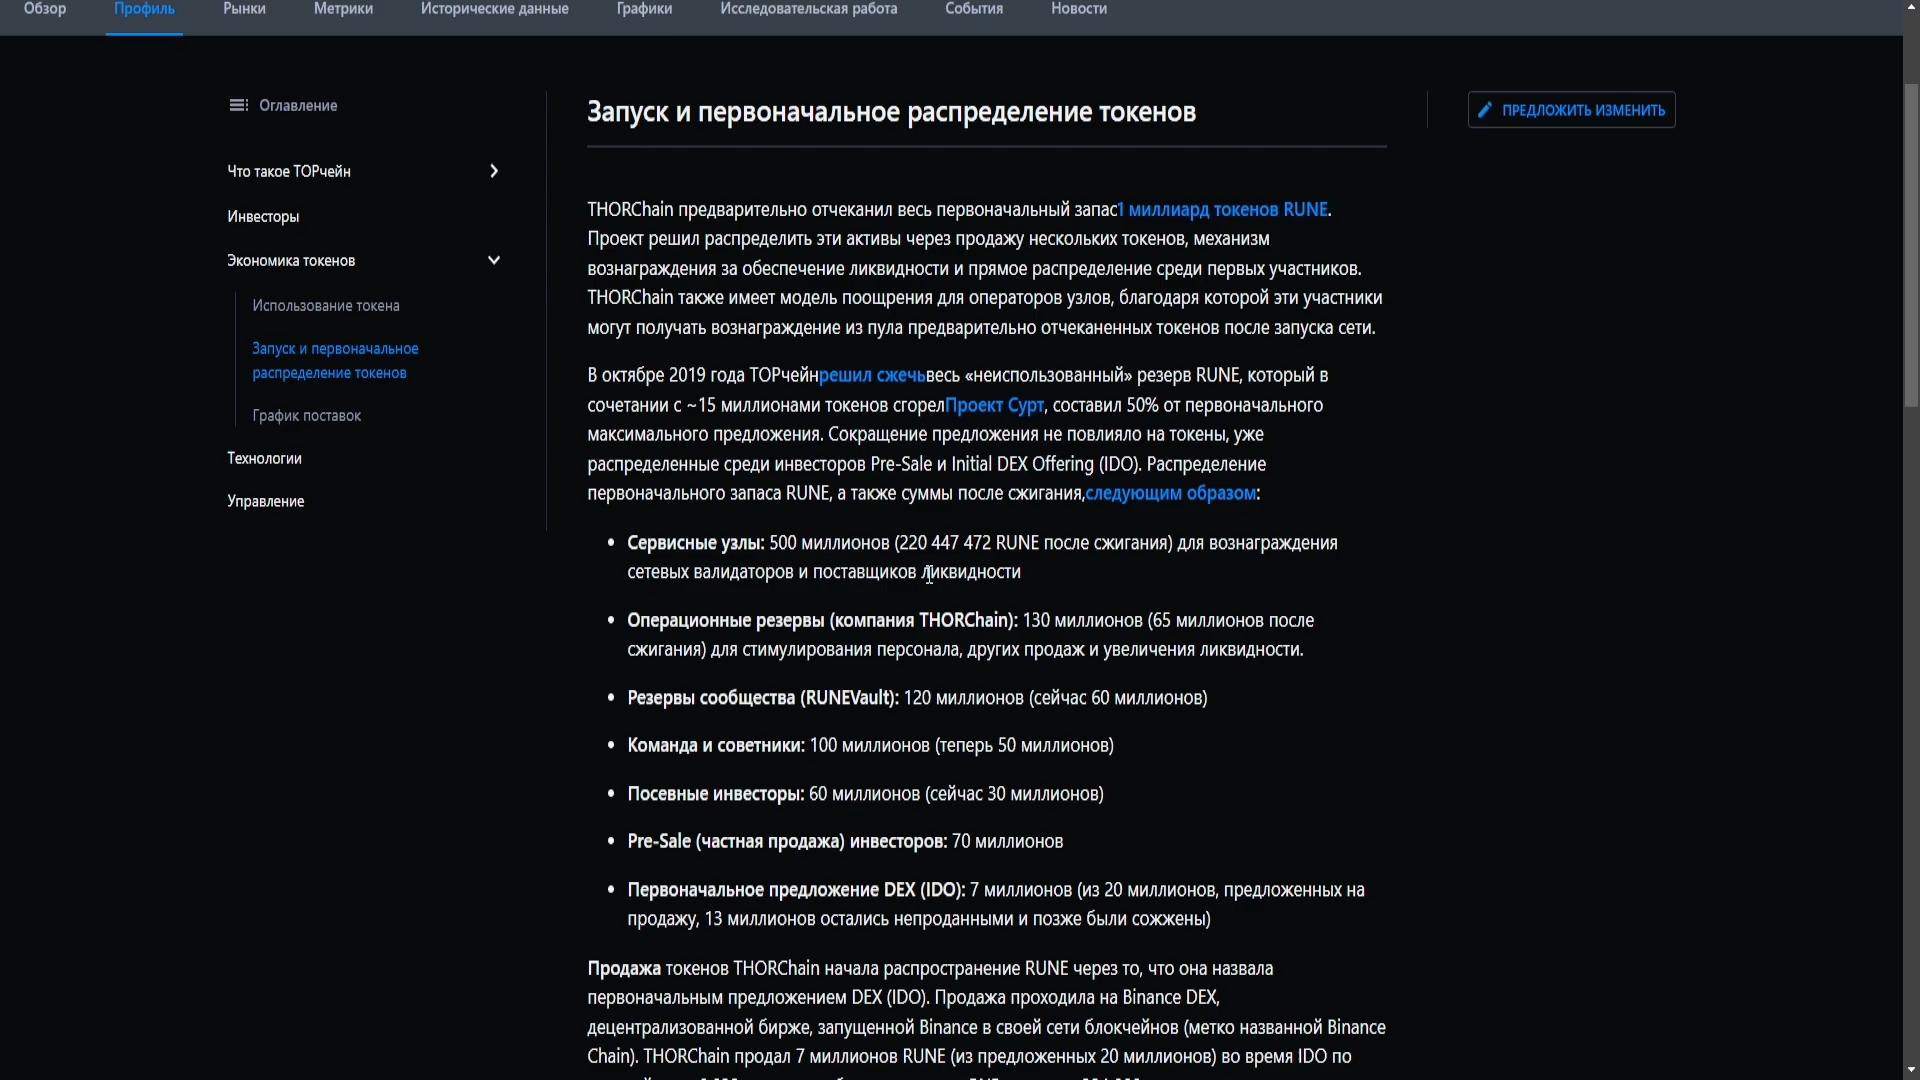 Обзор Профиль Рынки Метрики Исторические данные Графики Исследовательская работа События Новости
Оглавление
Что такое ТОРчейн
Инвесторы
Экономика токенов
Использование токена
Запуск и первоначальное
распределение токенов
График поставок
Технологии
Управление
Запуск и первоначальное распределение токенов
ПРЕДЛОЖИТЬ ИЗМЕНИТЬ
THORChain предварительно отчеканил весь первоначальный запас1 миллиард токенов RUNE.
Проект решил распределить эти активы через продажу нескольких токенов, механизм
вознаграждения за обеспечение ликвидности и прямое распределение среди первых участников.
THORChain также имеет модель поощрения для операторов узлов, благодаря которой эти участники
могут получать вознаграждение из пула предварительно отчеканенных токенов после запуска сети.
В октябре 2019 года ТОРчейнрешил сжечьвесь «неиспользованный» резерв RUNE, который в
сочетании с ~15 миллионами токенов сгорелПроект Сурт, составил 50% от первоначального
максимального предложения. Сокращение предложения не повлияло на токены, уже
распределенные среди инвесторов Pre-Sale и Initial DEX Offering (IDO). Распределение
первоначального запаса RUNE, а также суммы после сжигания,следующим образом:
• Сервисные узлы: 500 миллионов (220 447 472 RUNE после сжигания) для вознаграждения
сетевых валидаторов и поставщиков ликвидности
• Операционные резервы (компания THORChain): 130 миллионов (65 миллионов после
сжигания) для стимулирования персонала, других продаж и увеличения ликвидности.
• Резервы сообщества (RUNEVault): 120 миллионов (сейчас 60 миллионов)
• Команда и советники: 100 миллионов (теперь 50 миллионов)
• Посевные инвесторы: 60 миллионов (сейчас 30 миллионов)
• Pre-Sale (частная продажа) инвесторов: 70 миллионов
• Первоначальное предложение DEX (IDO): 7 миллионов (из 20 миллионов, предложенных на
продажу, 13 миллионов остались непроданными и позже были сожжены)
Продажа токенов THORChain начала распространение RUNE через то, что она назвала
первоначальным предложением DEX (IDO). Продажа проходила на Binance DEX,
децентрализованной бирже, запущенной Binance в своей сети блокчейнов (метко названной Binance
Chain). THORChain продал 7 миллионов RUNE (из предложенных 20 миллионов) во время IDO по